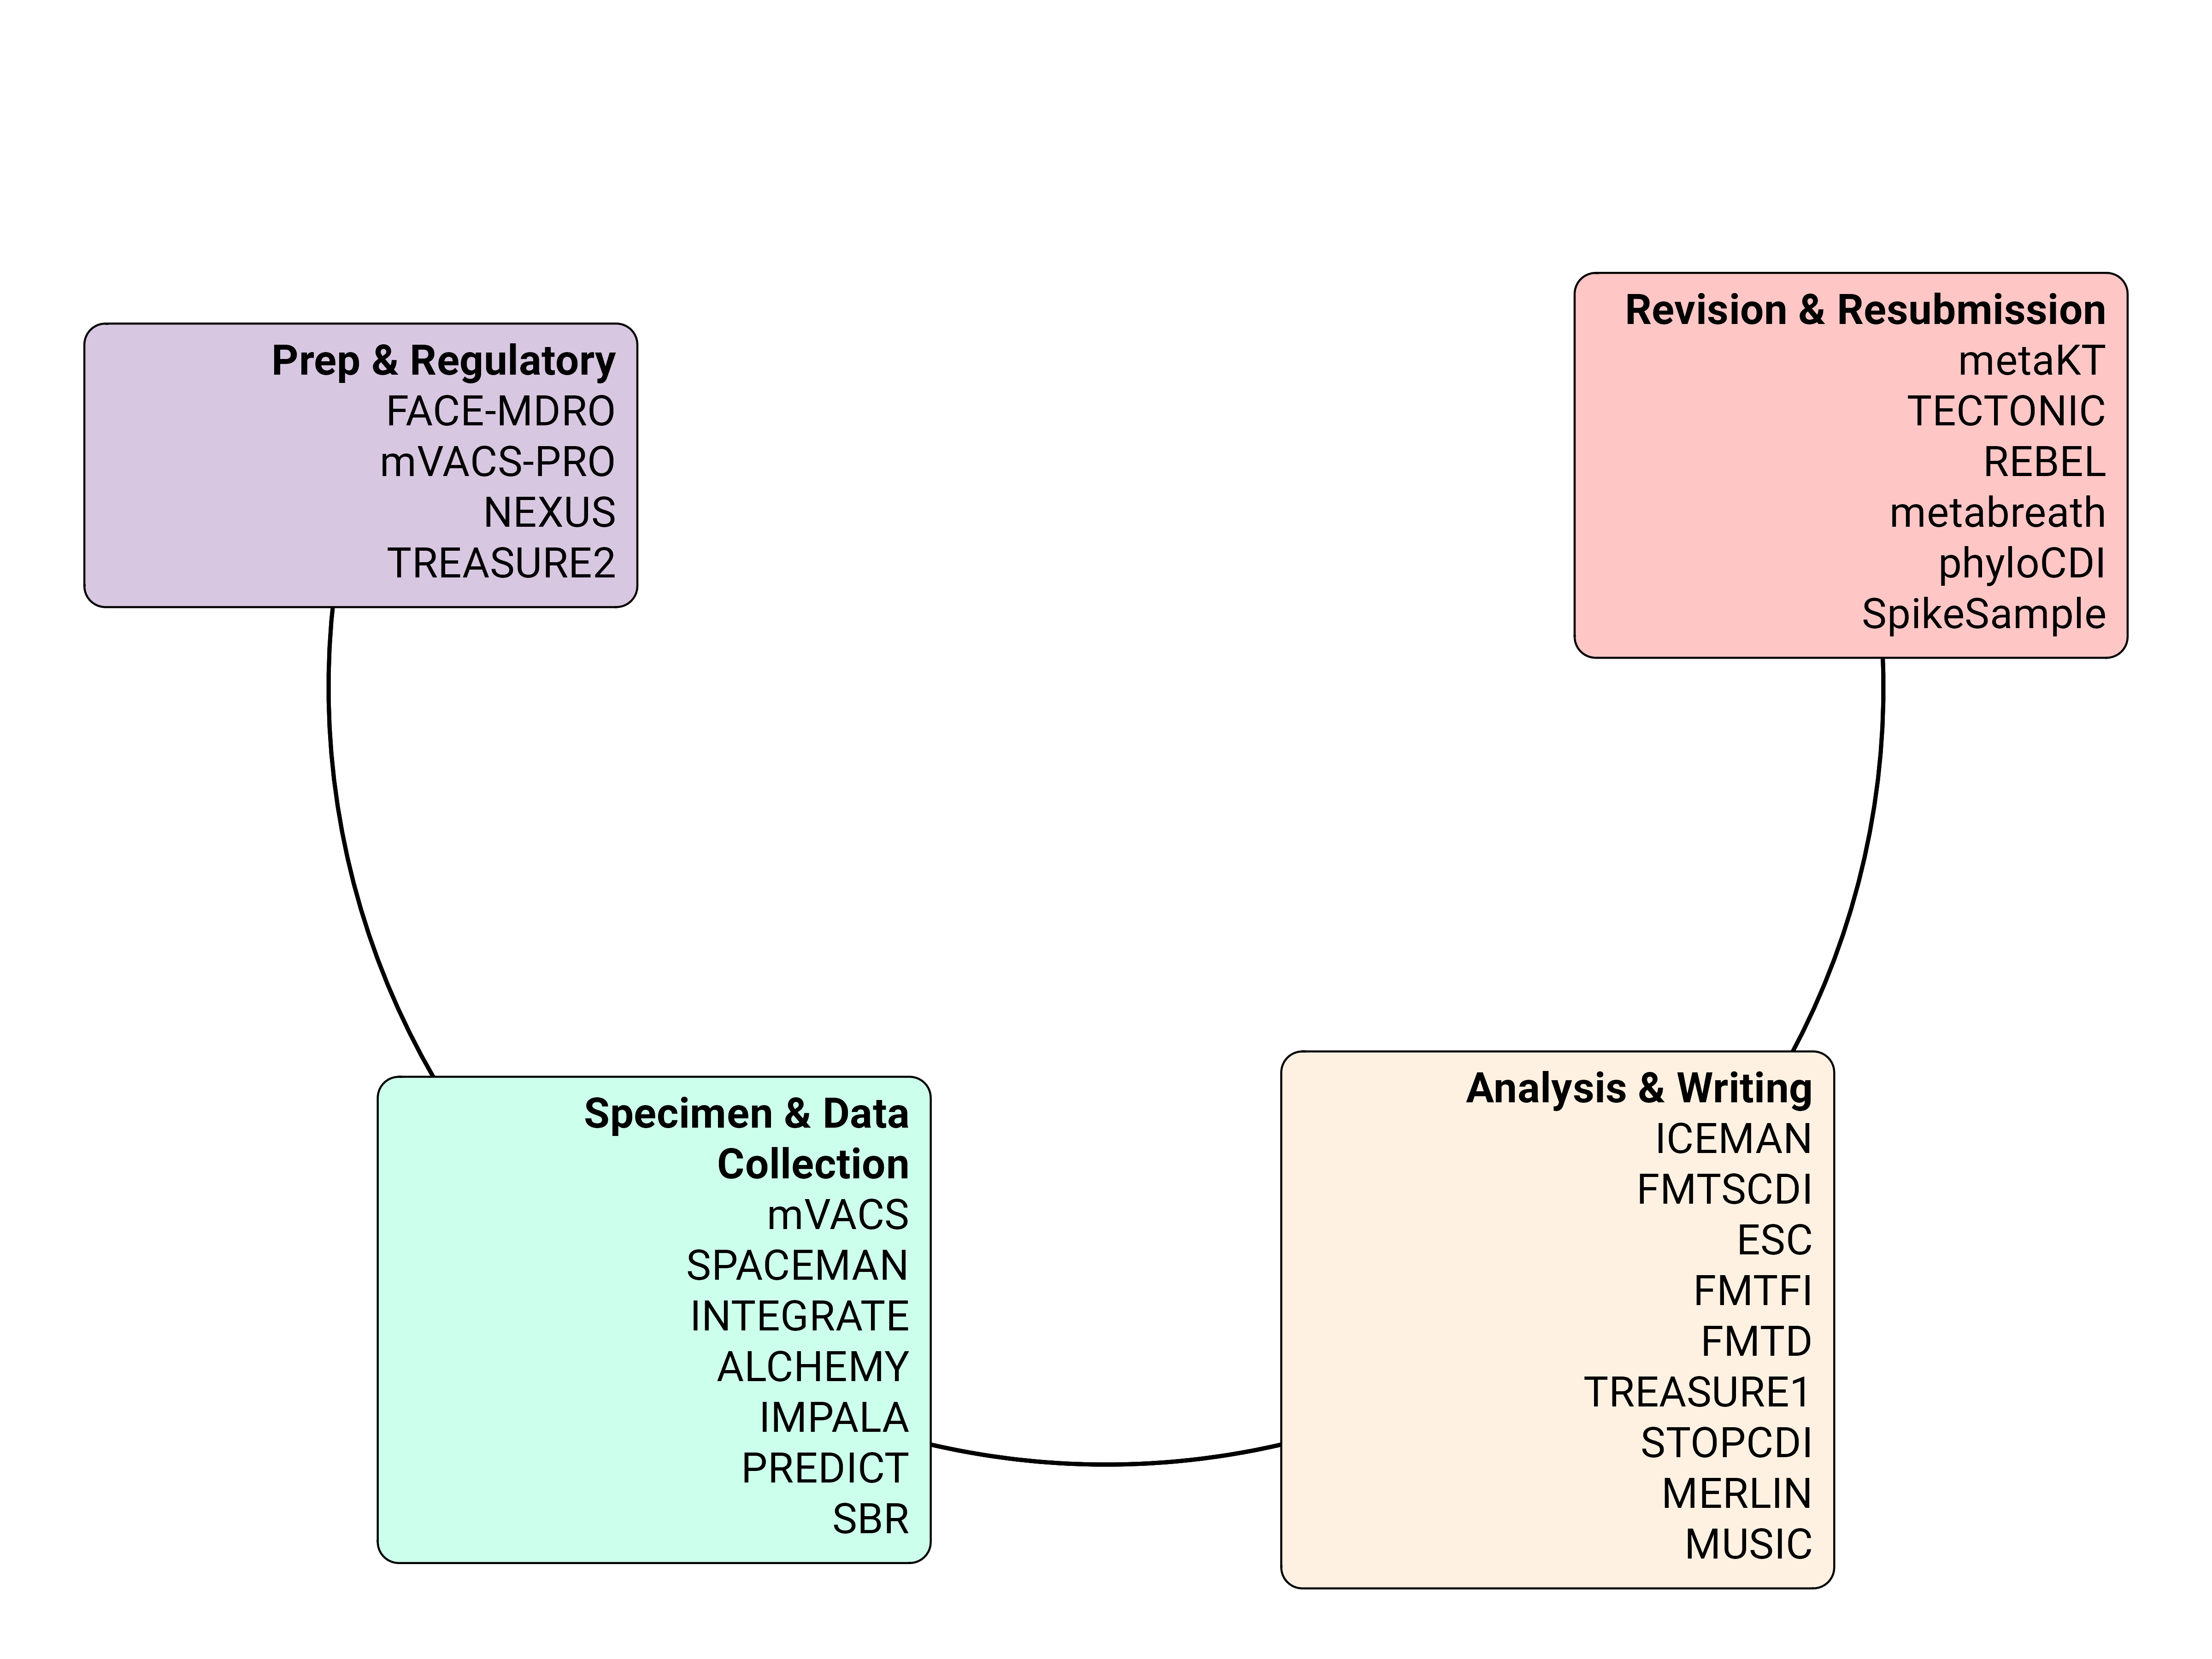 Prep & Regulatory
FACE-MDRO
mVACS-PRO
NEXUS
TREASURE2
Specimen & Data
Collection
mVACS
SPACEMAN
INTEGRATE
ALCHEMY
IMPALA
PREDICT
SBR
Analysis & Writing
ICEMAN
FMTSCDI
ESC
FMTFI
FMTD
TREASURE1
STOPCDI
MERLIN
MUSIC
Revision & Resubmission
metaKT
TECTONIC
REBEL
metabreath
phyloCDI
SpikeSample